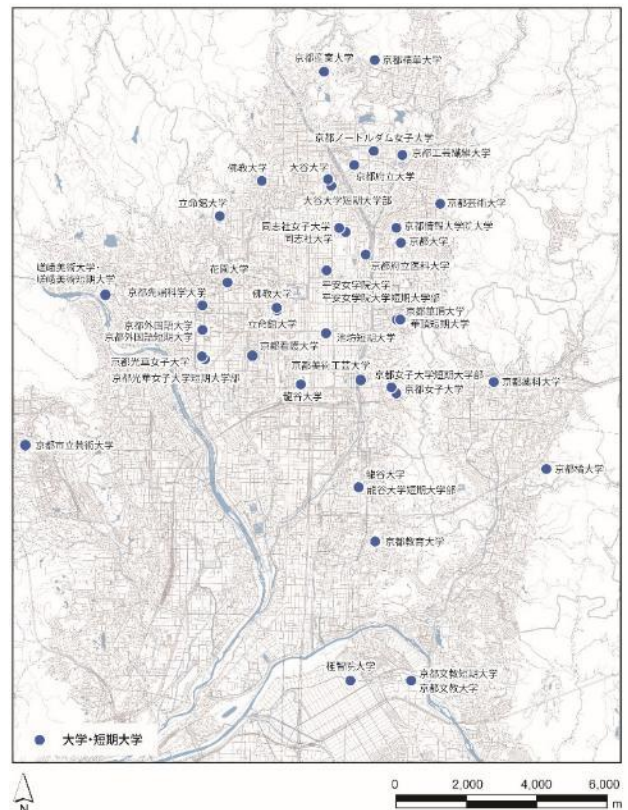 京都産業大学
京都精華大学
京都ノートルダム女子大学
京都工芸繊維大学
佛教大学
大谷大学
京都府立大学
大谷大学短期大学部
立命館大学
京都芸術大学
同志社女子大学
同志社大学
京都情報大学院大学
京都大学
京都府立医科大学
嵯峨美術大学・
嵯峨美術短期大学
花園大学
平安女学院大学
平安女学院大学短期大学部
京都先端科学大学
佛教大学
立命館大学
京都華頂大学
華頂短期大学
京都外国語大学
京都外国語短期大学
池坊短期大学
京都光華女子大学
京都看護大学
京都光華女子大学短期大学部
京都美術工芸大学
京都女子大学短期大学部
京都女子大学
京都薬科大学
龍谷大学
京都市立芸術大学
京都橘大学
龍谷大学
龍谷大学短期大学部
京都教育大学
種智院大学
京都文教短期大学
京都文教大学
大学・短期大学
N
0 2,000 4,000 6,000
m